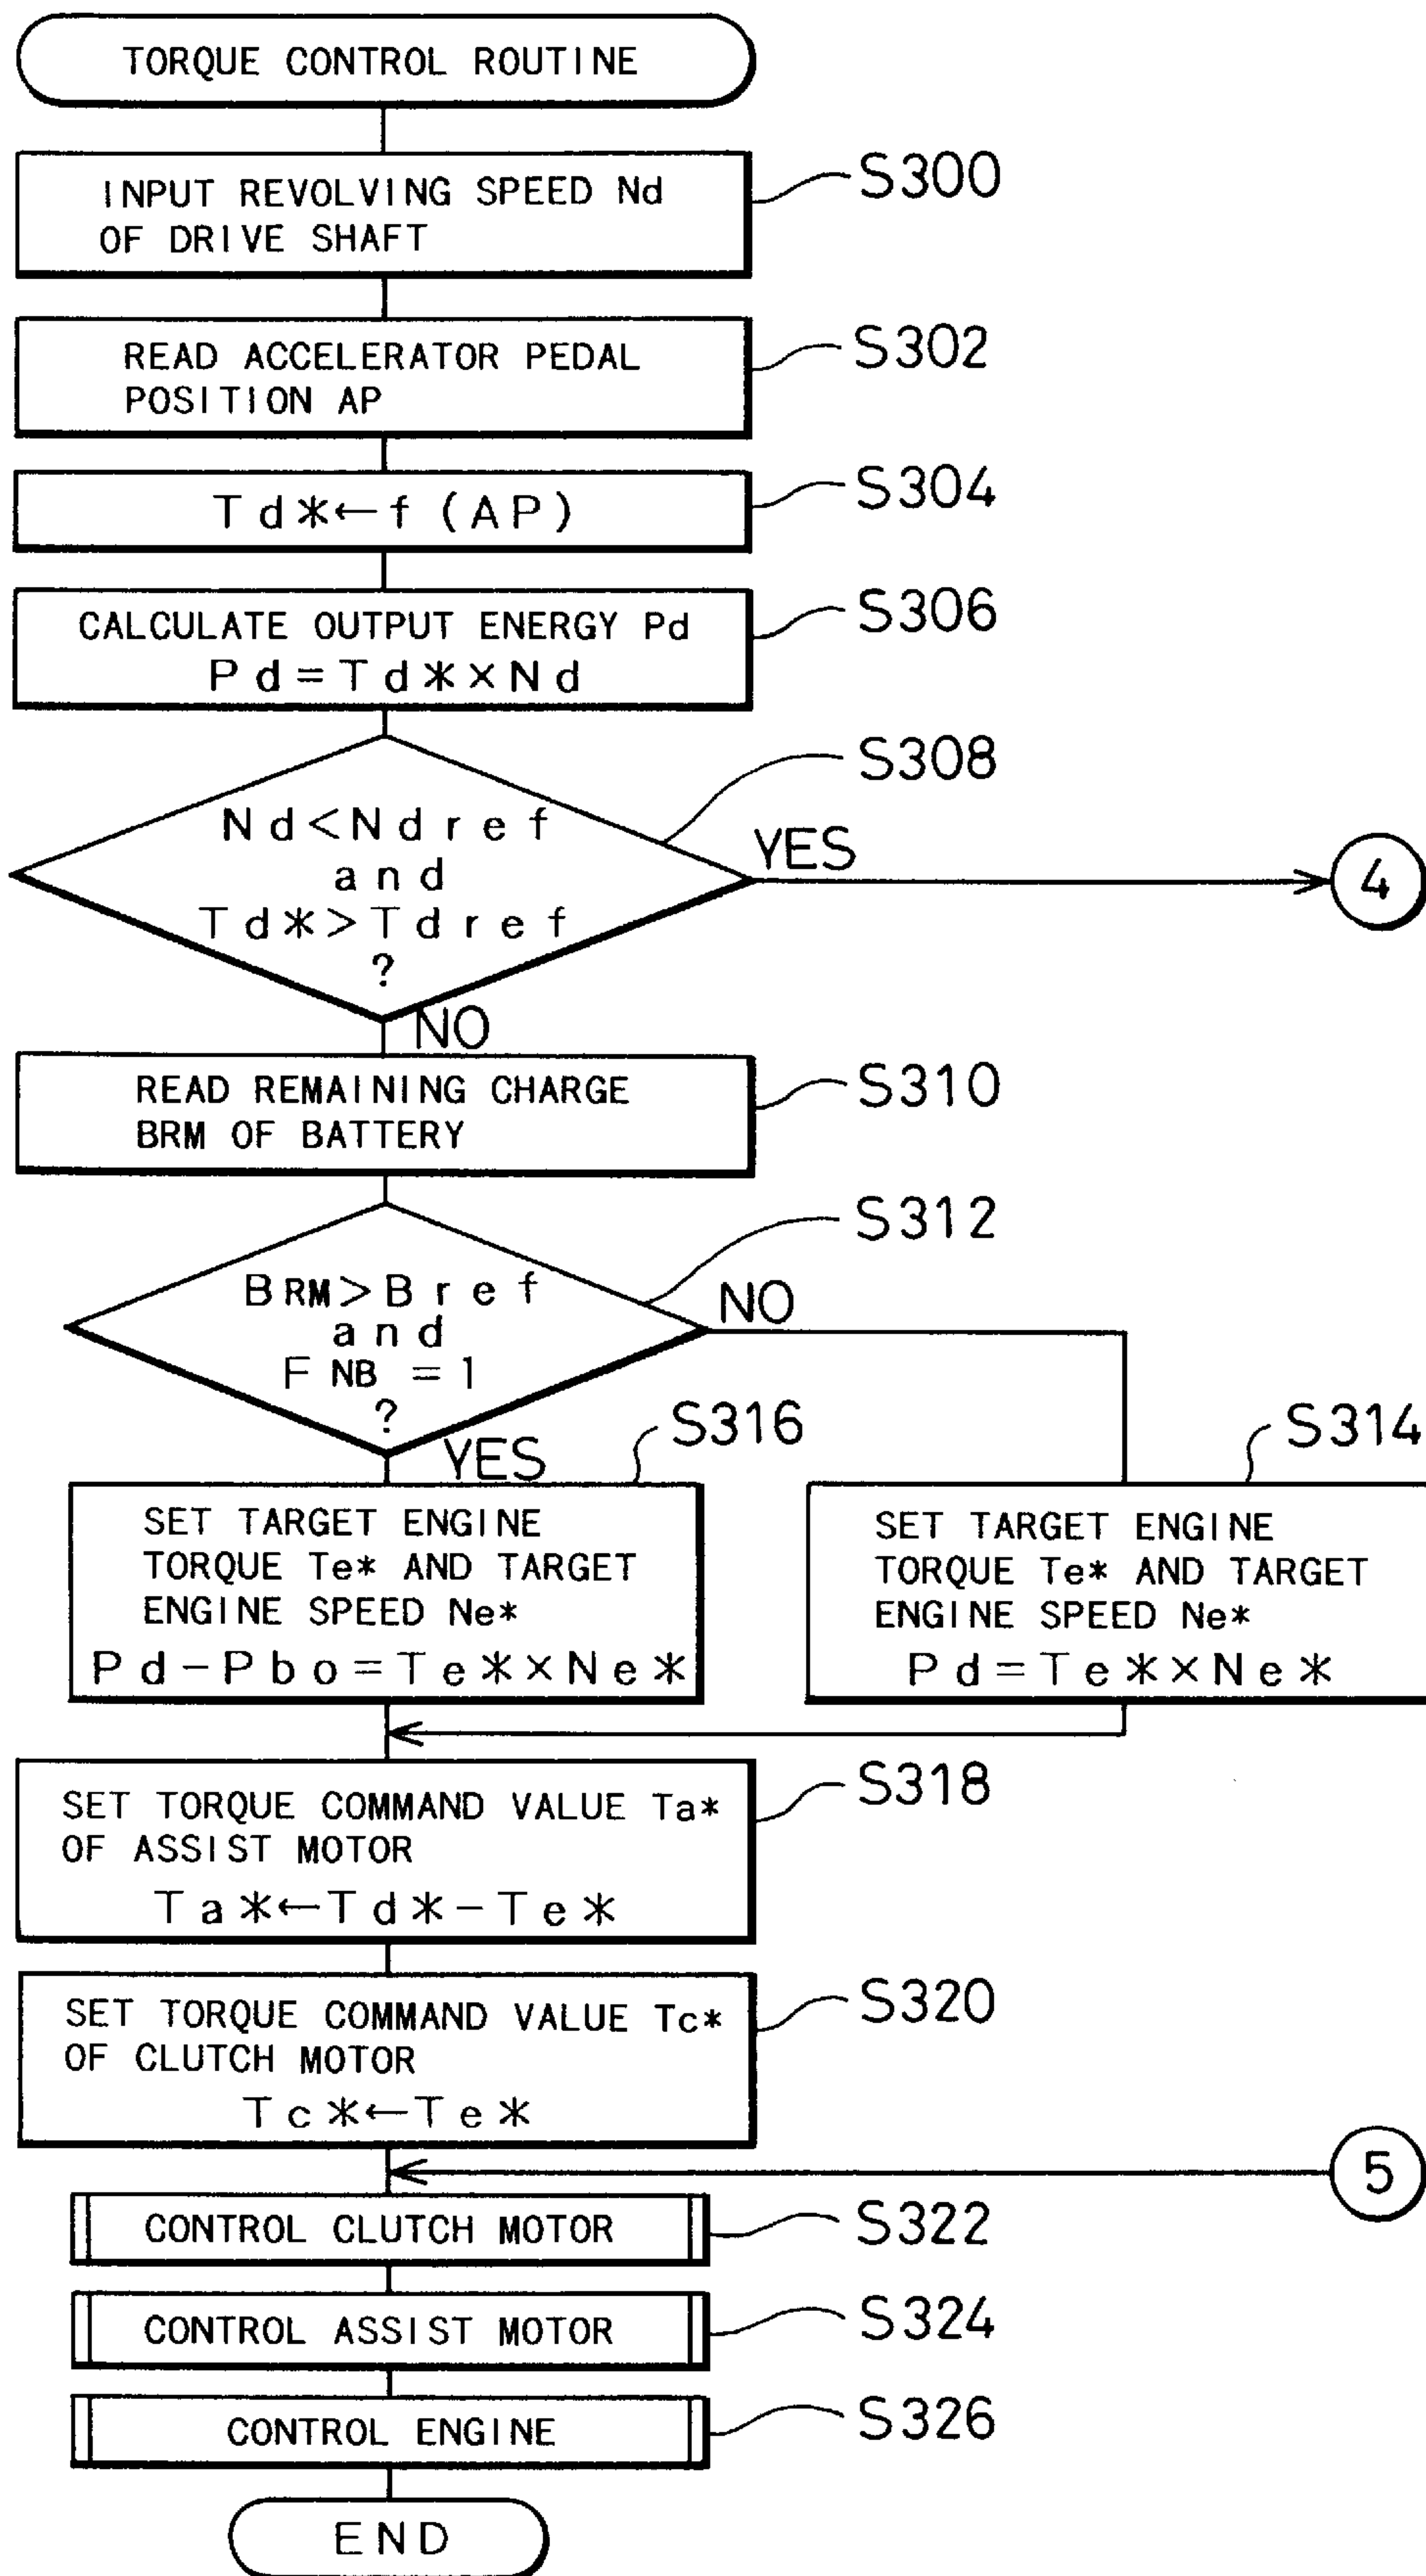 TORQUE CONTROL ROUTINE
INPUT REVOLVING SPEED Nd
OF DRIVE SHAFT
S300
READ ACCELERATOR PEDAL
POSITION AP
S302
Td*←f(AP)
S304
CALCULATE OUTPUT ENERGY Pd
Pd=Td*×Nd
S306
S308
Nd<Ndref
and
Td*>Tdref
?
YES
4
NO
READ REMAINING CHARGE
BRM OF BATTERY
S310
S312
BRM>Bref
and
FNB=1
?
NO
YES
S316
SET TARGET ENGINE
TORQUE Te* AND TARGET
ENGINE SPEED Ne*
Pd-Pbo=Te*×Ne*
S314
SET TARGET ENGINE
TORQUE Te* AND TARGET
ENGINE SPEED Ne*
Pd=Te*×Ne*
SET TORQUE COMMAND VALUE Ta*
OF ASSIST MOTOR
Ta*←Td*-Te*
S318
SET TORQUE COMMAND VALUE Tc*
OF CLUTCH MOTOR
Tc*←Te*
S320
5
CONTROL CLUTCH MOTOR
S322
CONTROL ASSIST MOTOR
S324
CONTROL ENGINE
S326
END